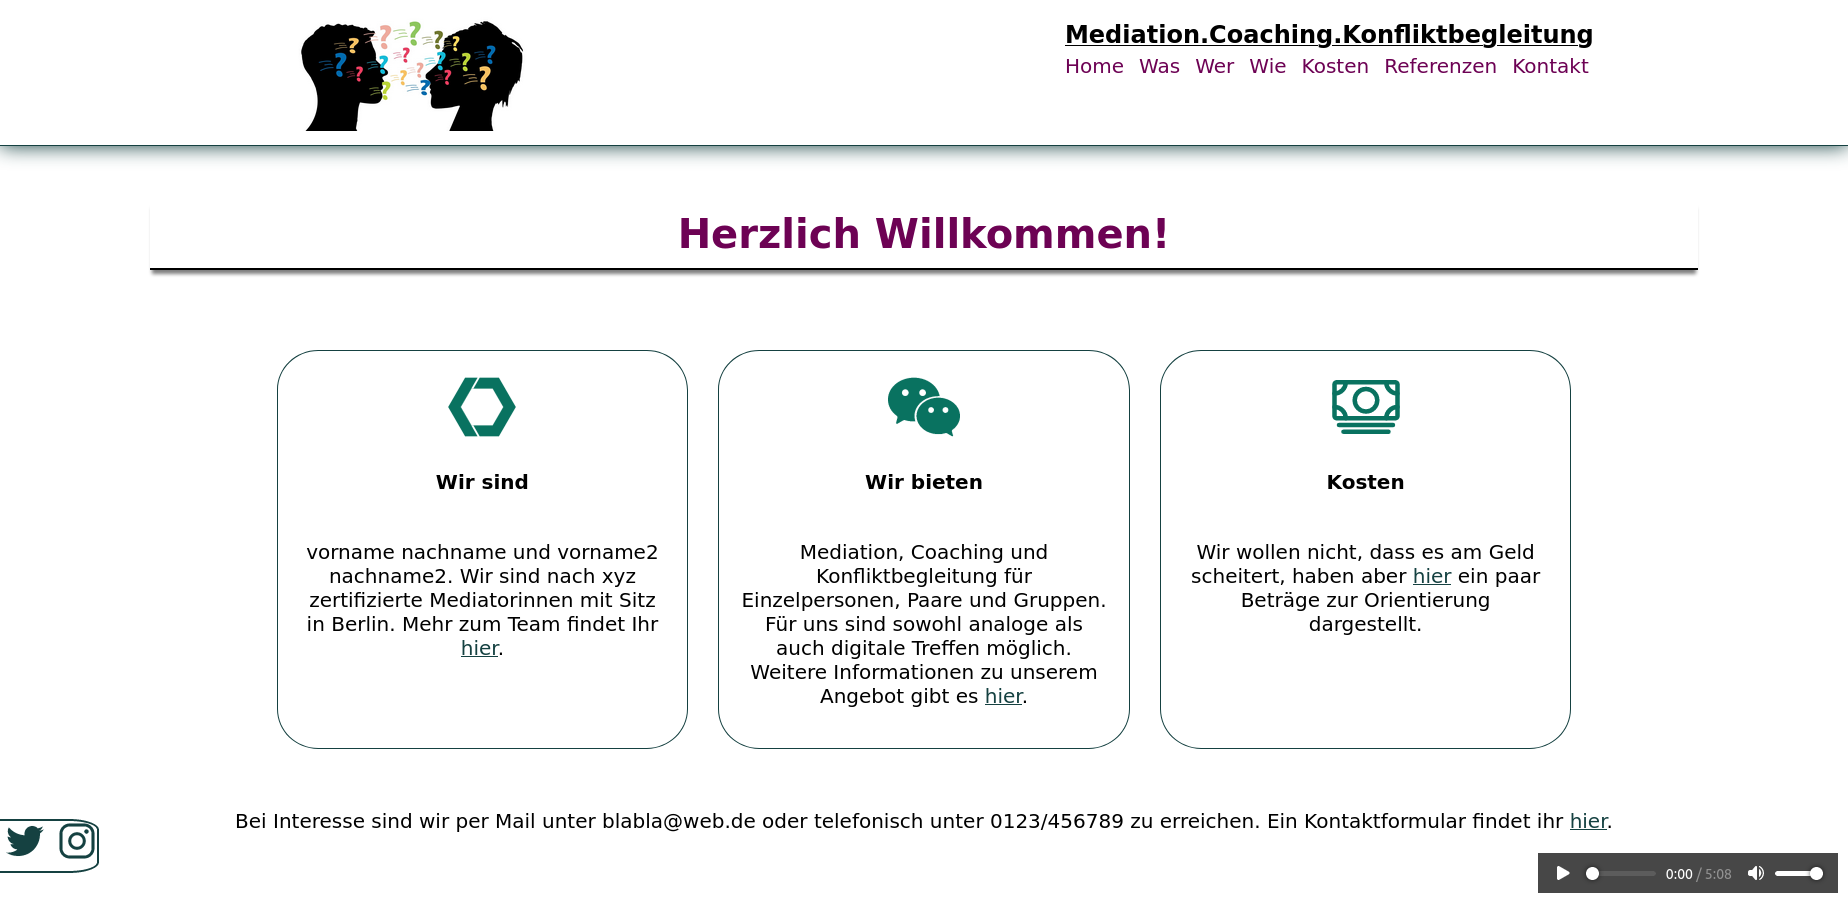 Mediation.Coaching.Konfliktbegleitung
Home Was Wer Wie Kosten Referenzen Kontakt
Herzlich Willkommen!
Wir sind
vorname nachname und vorname2
nachname2. Wir sind nach xyz
zertifizierte Mediatorinnen mit Sitz
in Berlin. Mehr zum Team findet Ihr
hier.
Wir bieten
Mediation, Coaching und
Konfliktbegleitung für
Einzelpersonen, Paare und Gruppen.
Für uns sind sowohl analoge als
auch digitale Treffen möglich.
Weitere Informationen zu unserem
Angebot gibt es hier.
Kosten
Wir wollen nicht, dass es am Geld
scheitert, haben aber hier ein paar
Beträge zur Orientierung
dargestellt.
Bei Interesse sind wir per Mail unter blabla@web.de oder telefonisch unter 0123/456789 zu erreichen. Ein Kontaktformular findet ihr hier.
0:00 / 5:08